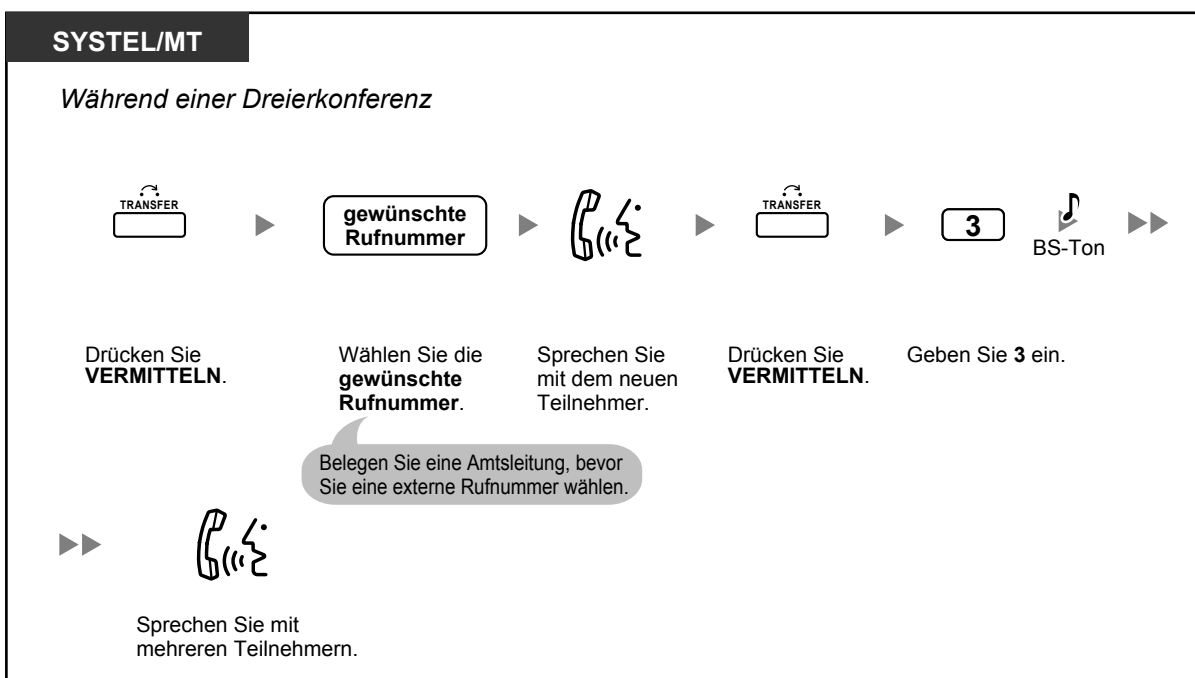 SYSTEL/MT
Während einer Dreierkonferenz
TRANSFER
gewünschte
Rufnummer
TRANSFER
3
BS-Ton
Drücken Sie
VERMITTELN.
Wählen Sie die
gewünschte
Rufnummer.
Sprechen Sie
mit dem neuen
Teilnehmer.
Drücken Sie
VERMITTELN.
Geben Sie 3 ein.
Belegen Sie eine Amtsleitung, bevor
Sie eine externe Rufnummer wählen.
Sprechen Sie mit
mehreren Teilnehmern.